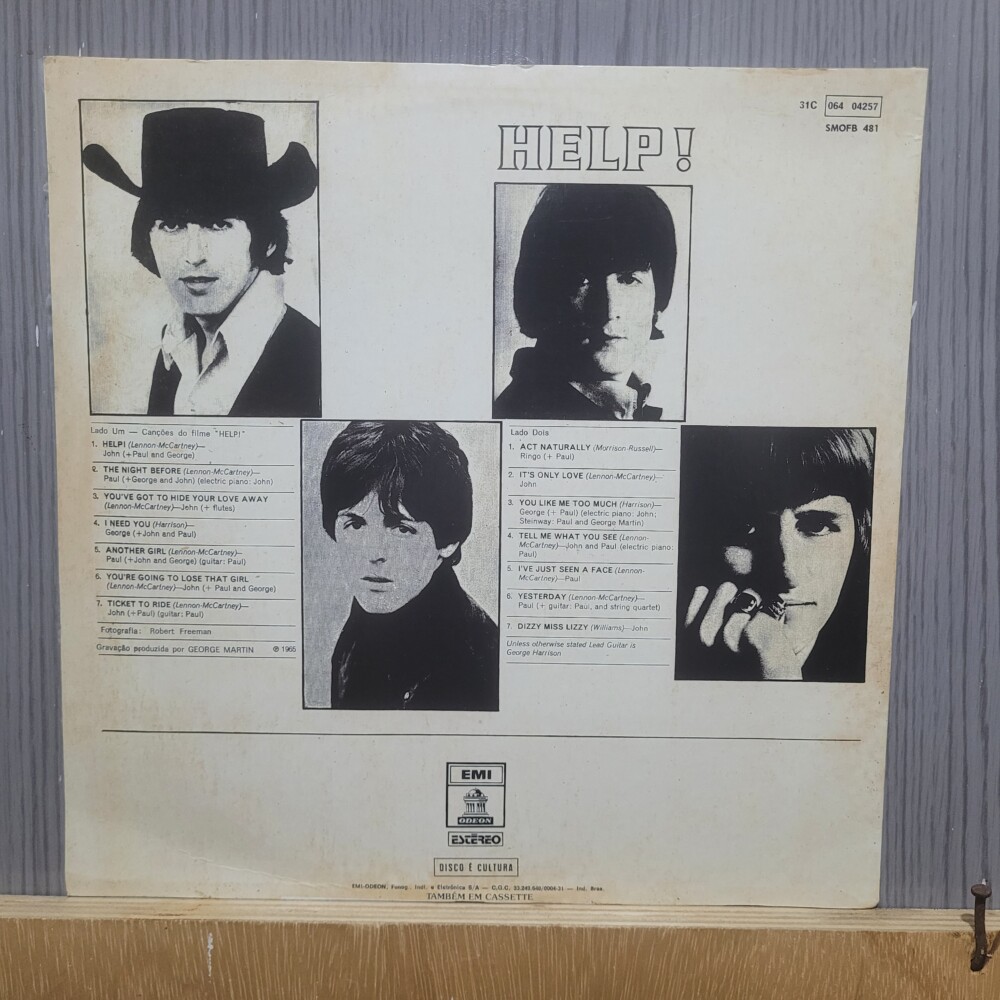 31C 064 04257
SMOFB 481
HELP!
Lado Um — Canções do filme "HELP!"
1. HELP! (Lennon-McCartney)—
John (+Paul and George)
2. THE NIGHT BEFORE (Lennon-McCartney)—
Paul (+George and John) (electric piano: John)
3. YOU'VE GOT TO HIDE YOUR LOVE AWAY
(Lennon-McCartney)—John (+ flutes)
4. I NEED YOU (Harrison)—
George (+John and Paul)
5. ANOTHER GIRL (Lennon-McCartney)—
Paul (+John and George) (guitar: Paul)
6. YOU'RE GOING TO LOSE THAT GIRL
(Lennon-McCartney)—John (+ Paul and George)
7. TICKET TO RIDE (Lennon-McCartney)—
John (+Paul) (guitar: Paul)
Fotografia: Robert Freeman
Gravação produzida por GEORGE MARTIN ℗ 1965
Lado Dois
1. ACT NATURALLY (Morrison-Russell)—
Ringo (+ Paul)
2. IT'S ONLY LOVE (Lennon-McCartney)—
John
3. YOU LIKE ME TOO MUCH (Harrison)—
George (+ Paul) (electric piano: John;
Steinway: Paul and George Martin)
4. TELL ME WHAT YOU SEE (Lennon-
McCartney)—John and Paul (electric piano:
Paul)
5. I'VE JUST SEEN A FACE (Lennon-
McCartney)—Paul
6. YESTERDAY (Lennon-McCartney)—
Paul (+ guitar: Paul, and string quartet)
7. DIZZY MISS LIZZY (Williams)—John
Unless otherwise stated Lead Guitar is
George Harrison
EMI
ODEON
ESTÉREO
DISCO É CULTURA
EMI-ODEON, Fonog., Ind. e Eletrônica S/A — C.G.C. — Ind. Bras.
TAMBÉM EM CASSETTE